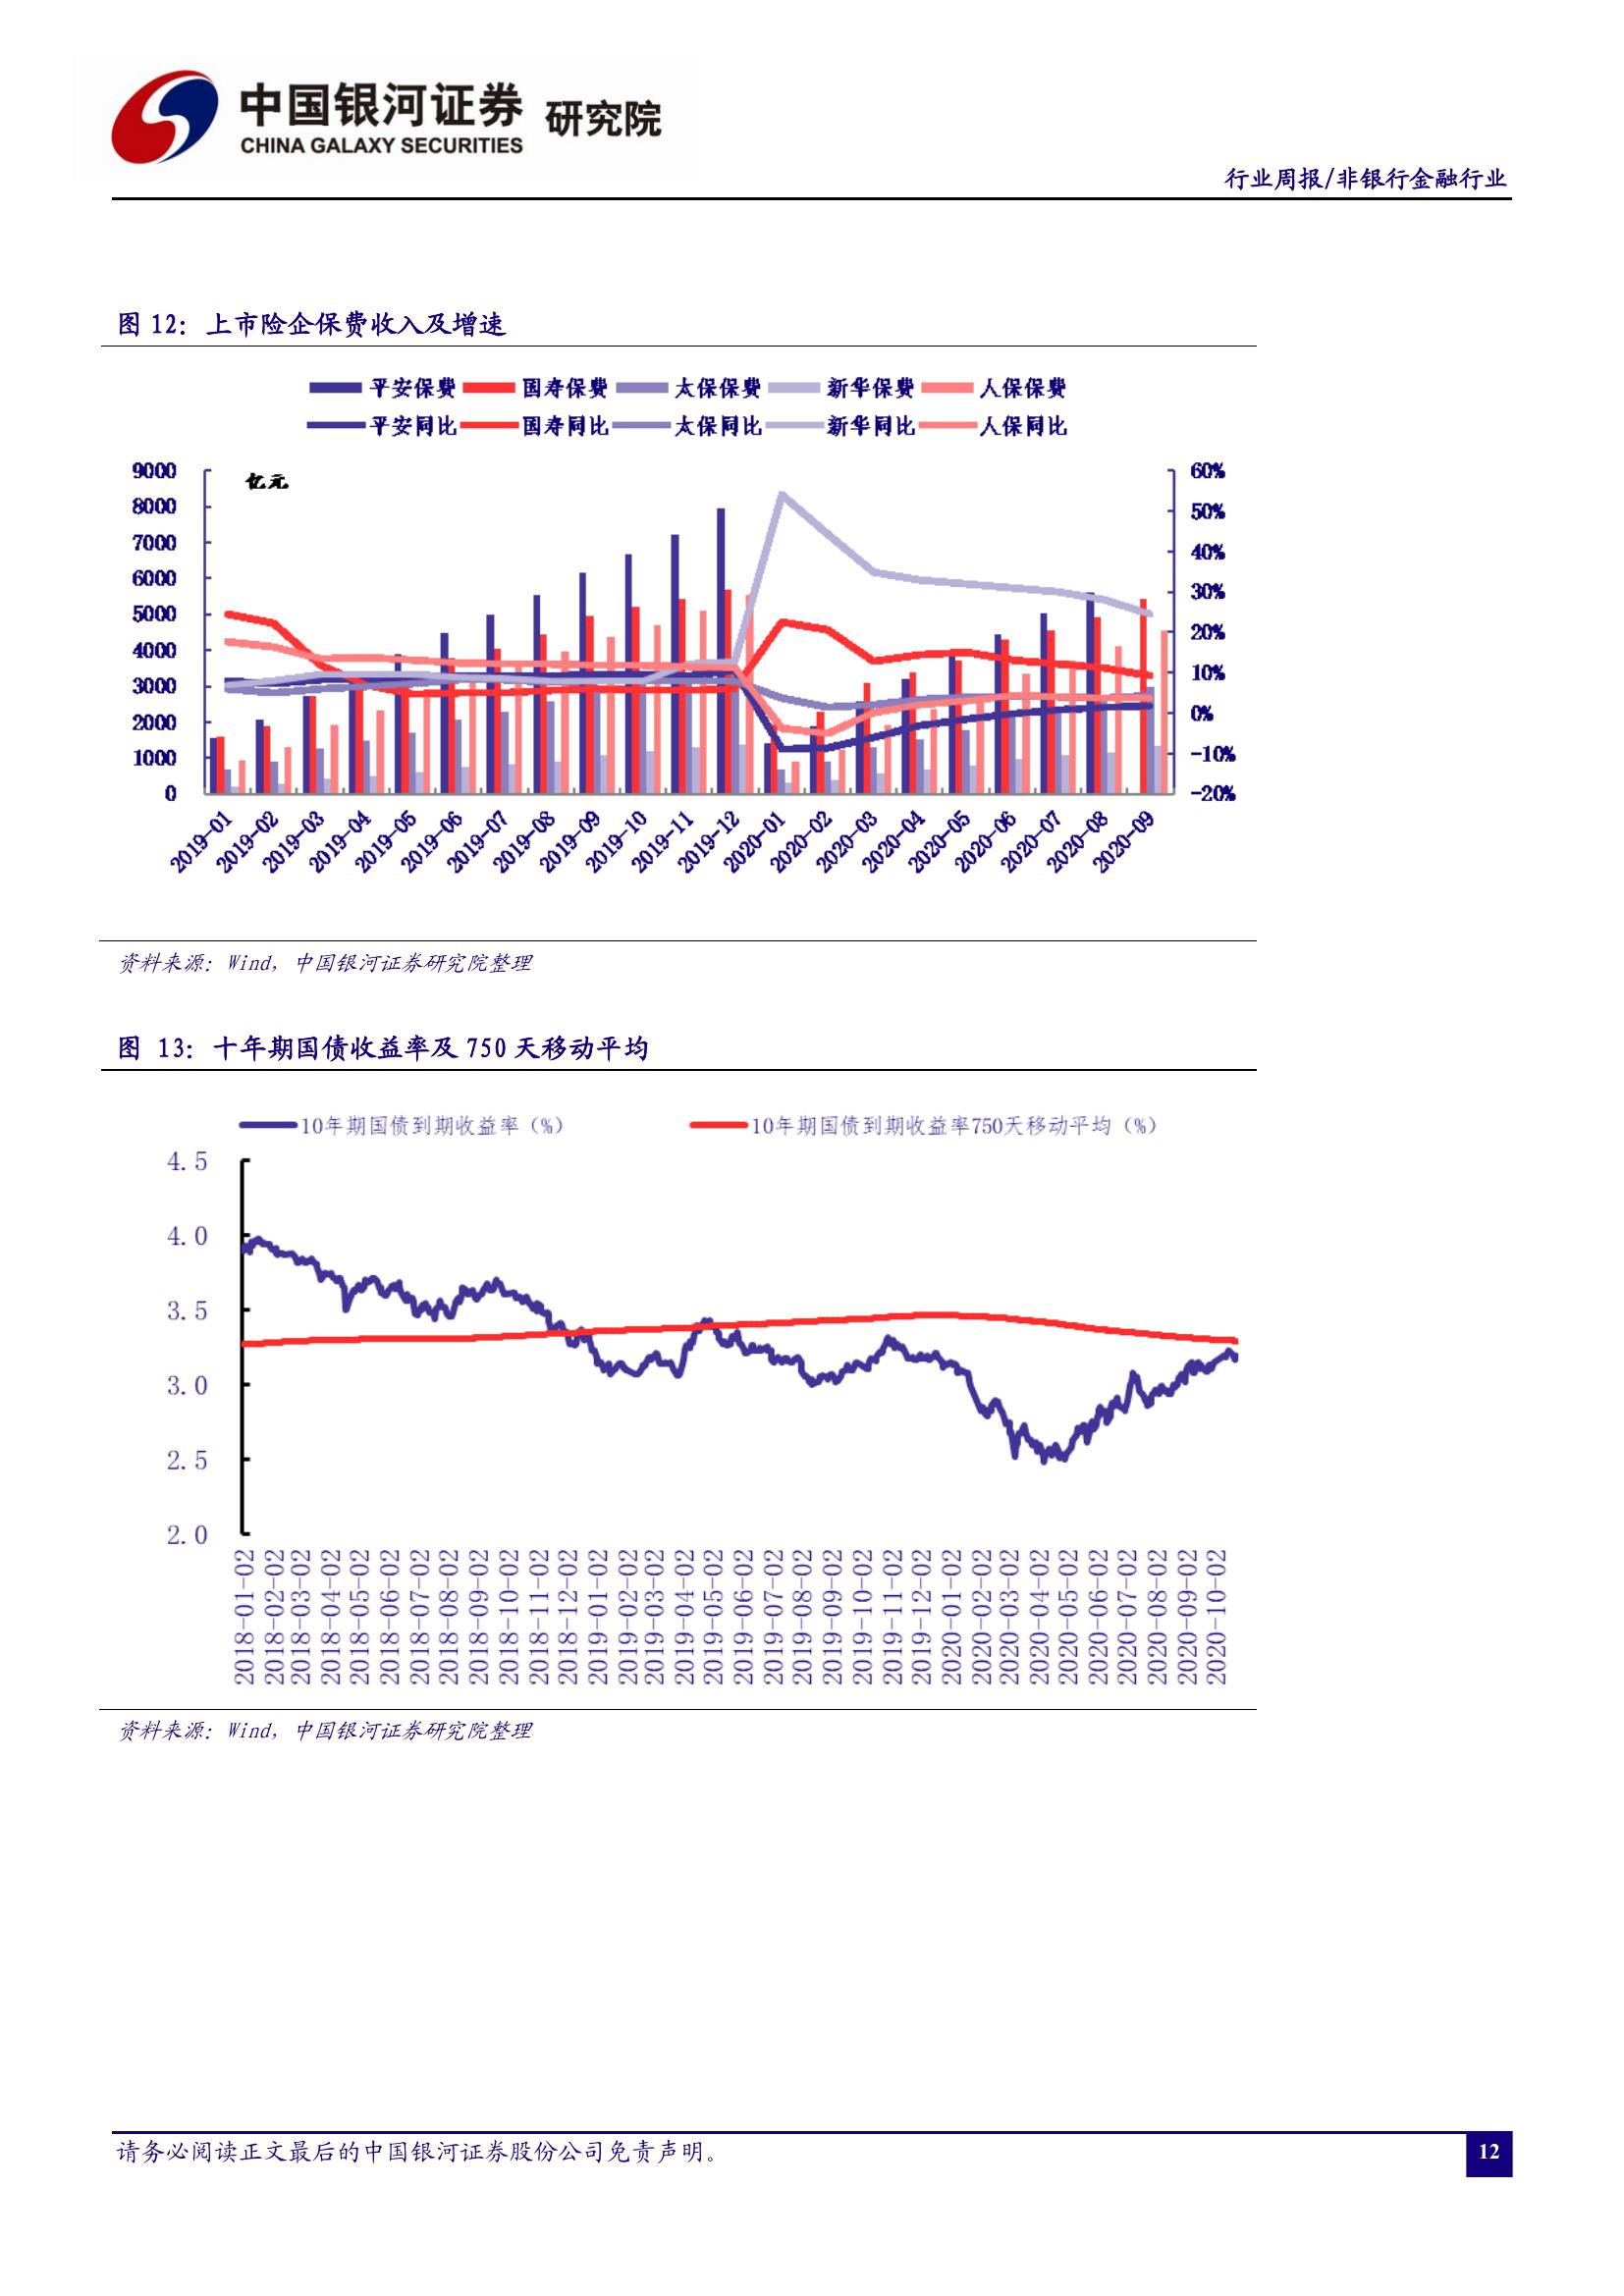 中国银河证券 研究院
CHINA GALAXY SECURITIES
行业周报/非银行金融行业
图 12：上市险企保费收入及增速
平安保费 国寿保费 太保保费 新华保费 人保保费
平安同比 国寿同比 太保同比 新华同比 人保同比
亿元
9000 60%
8000 50%
7000 40%
6000 30%
5000 20%
4000 10%
3000 0%
2000 -10%
1000 -20%
0
2019-01 2019-02 2019-03 2019-04 2019-05 2019-06 2019-07 2019-08 2019-09 2019-10 2019-11 2019-12 2020-01 2020-02 2020-03 2020-04 2020-05 2020-06 2020-07 2020-08 2020-09
资料来源：Wind，中国银河证券研究院整理
图 13：十年期国债收益率及 750 天移动平均
10年期国债到期收益率（%） 10年期国债到期收益率750天移动平均（%）
4.5
4.0
3.5
3.0
2.5
2.0
2018-01-02 2018-02-02 2018-03-02 2018-04-02 2018-05-02 2018-06-02 2018-07-02 2018-08-02 2018-09-02 2018-10-02 2018-11-02 2018-12-02 2019-01-02 2019-02-02 2019-03-02 2019-04-02 2019-05-02 2019-06-02 2019-07-02 2019-08-02 2019-09-02 2019-10-02 2019-11-02 2019-12-02 2020-01-02 2020-02-02 2020-03-02 2020-04-02 2020-05-02 2020-06-02 2020-07-02 2020-08-02 2020-09-02 2020-10-02
资料来源：Wind，中国银河证券研究院整理
请务必阅读正文最后的中国银河证券股份公司免责声明。
12